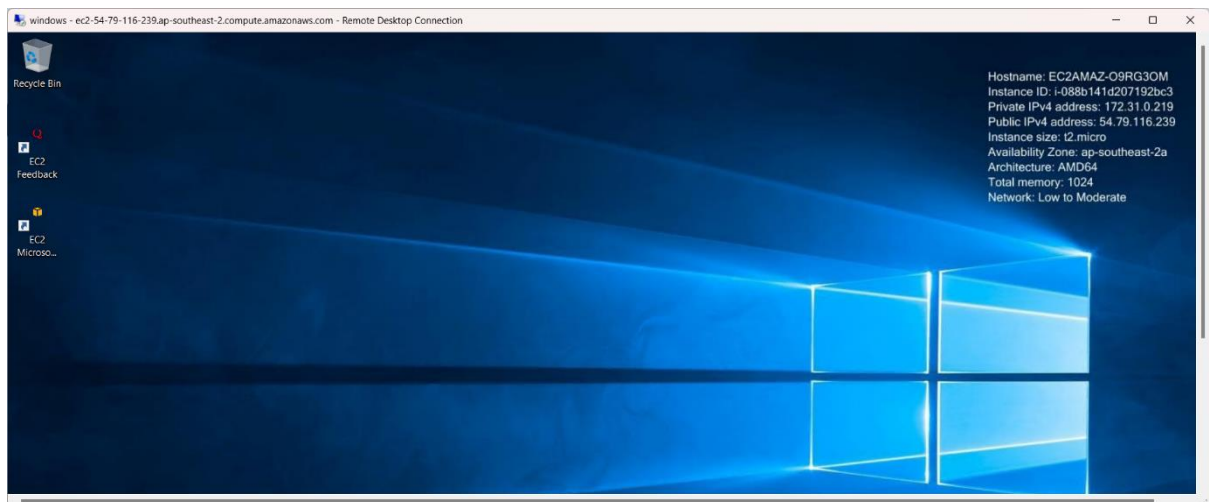 windows - ec2-54-79-116-239.ap-southeast-2.compute.amazonaws.com - Remote Desktop Connection
Recycle Bin
EC2
Feedback
EC2
Microso...
Hostname: EC2AMAZ-O9RG3OM
Instance ID: i-088b141d207192bc3
Private IPv4 address: 172.31.0.219
Public IPv4 address: 54.79.116.239
Instance size: t2.micro
Availability Zone: ap-southeast-2a
Architecture: AMD64
Total memory: 1024
Network: Low to Moderate